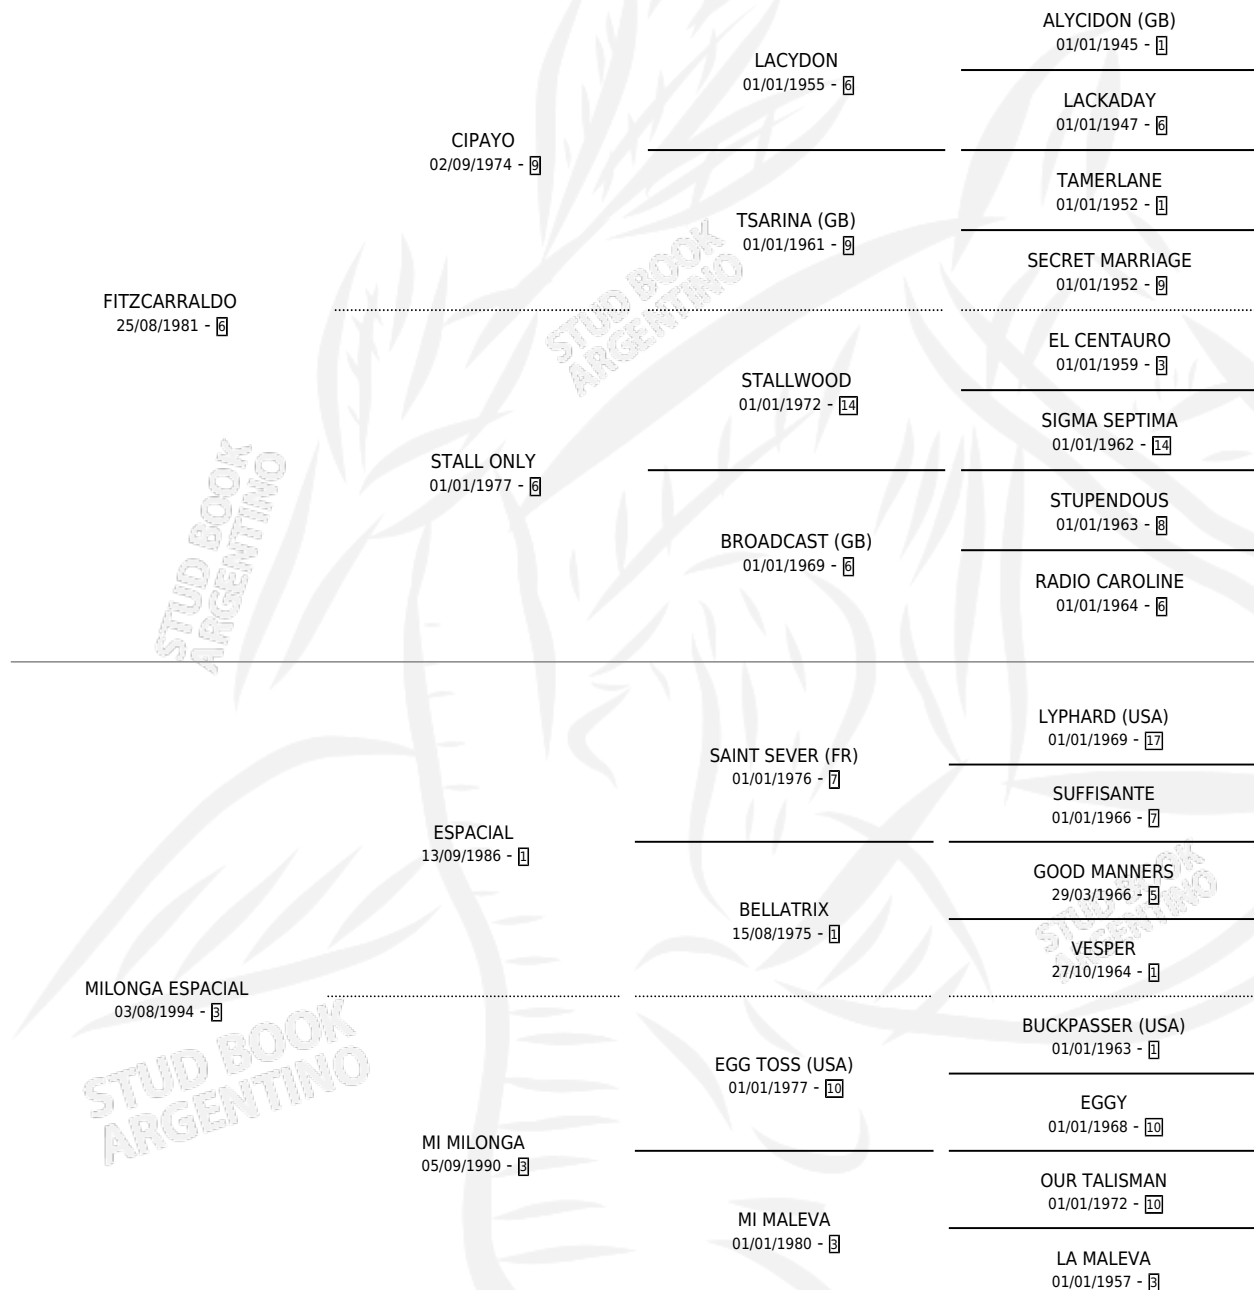 ALYCIDON (GB)
01/01/1945 - 1
LACYDON
01/01/1955 - 6
LACKADAY
01/01/1947 - 6
CIPAYO
02/09/1974 - 9
TAMERLANE
01/01/1952 - 1
TSARINA (GB)
01/01/1961 - 9
SECRET MARRIAGE
01/01/1952 - 9
FITZCARRALDO
25/08/1981 - 6
EL CENTAURO
01/01/1959 - 3
STALLWOOD
01/01/1972 - 14
SIGMA SEPTIMA
01/01/1962 - 14
STALL ONLY
01/01/1977 - 6
STUPENDOUS
01/01/1963 - 8
BROADCAST (GB)
01/01/1969 - 6
RADIO CAROLINE
01/01/1964 - 6
STUD BOOK
ARGENTINO
STUD BOOK
ARGENTINO
LYPHARD (USA)
01/01/1969 - 17
SAINT SEVER (FR)
01/01/1976 - 7
SUFFISANTE
01/01/1966 - 7
ESPACIAL
13/09/1986 - 1
GOOD MANNERS
29/03/1966 - 5
BELLATRIX
15/08/1975 - 1
VESPER
27/10/1964 - 1
STUD BOOK
ARGENTINO
MILONGA ESPACIAL
03/08/1994 - 3
BUCKPASSER (USA)
01/01/1963 - 1
EGG TOSS (USA)
01/01/1977 - 10
EGGY
01/01/1968 - 10
STUD BOOK
ARGENTINO
MI MILONGA
05/09/1990 - 3
OUR TALISMAN
01/01/1972 - 10
MI MALEVA
01/01/1980 - 3
LA MALEVA
01/01/1957 - 3